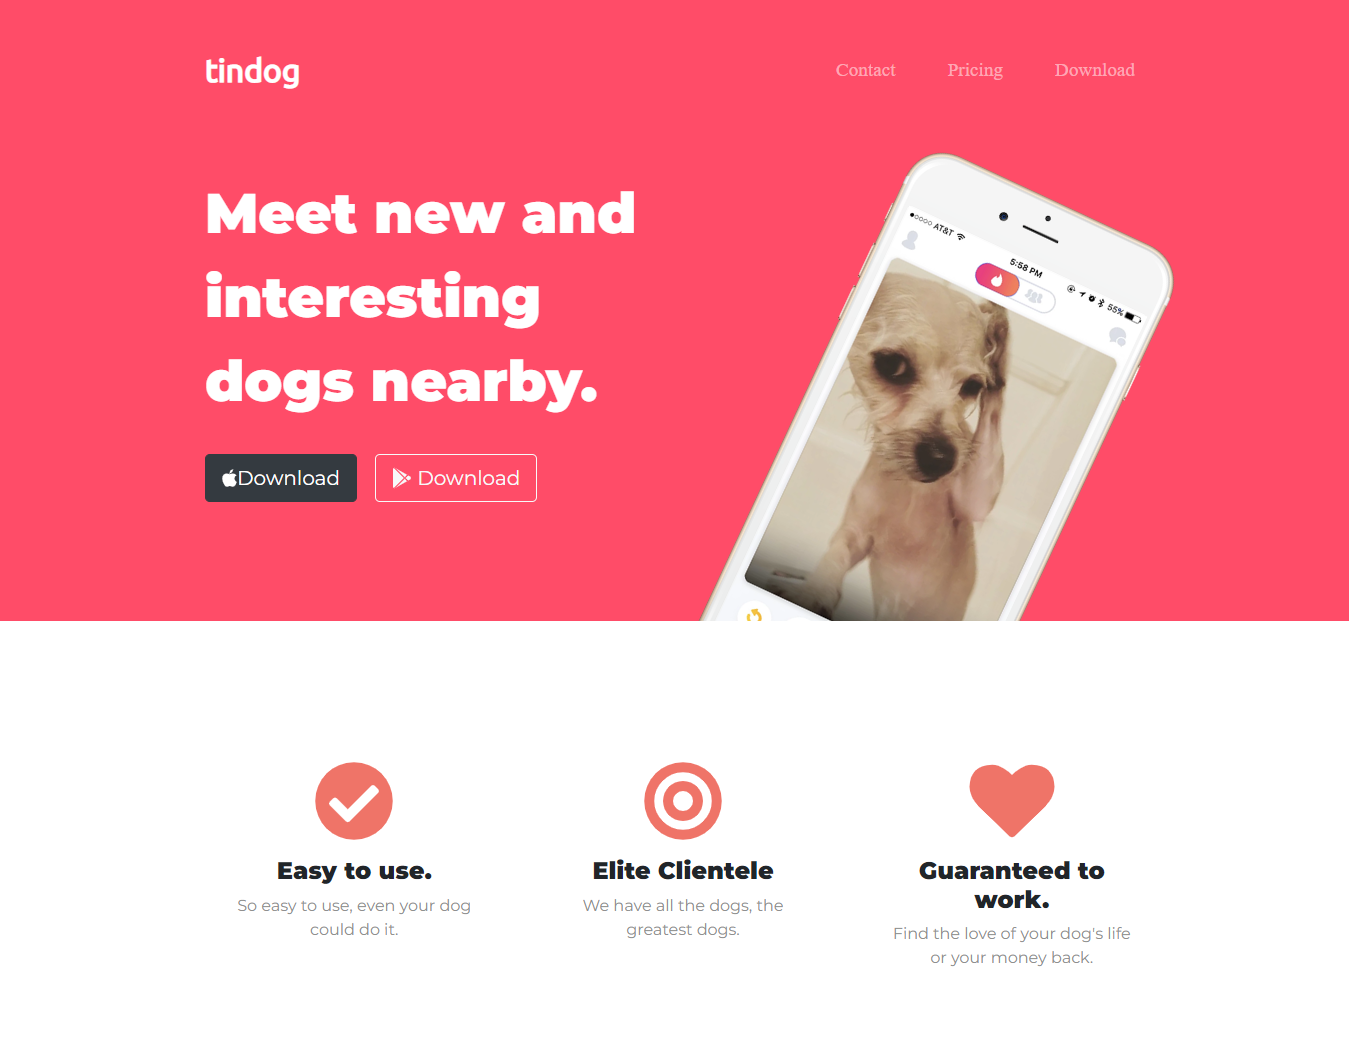 tindog
Contact Pricing Download
Meet new and
interesting
dogs nearby.
Download Download
AT&T
5:58 PM
55%
Easy to use.
So easy to use, even your dog
could do it.
Elite Clientele
We have all the dogs, the
greatest dogs.
Guaranteed to
work.
Find the love of your dog's life
or your money back.